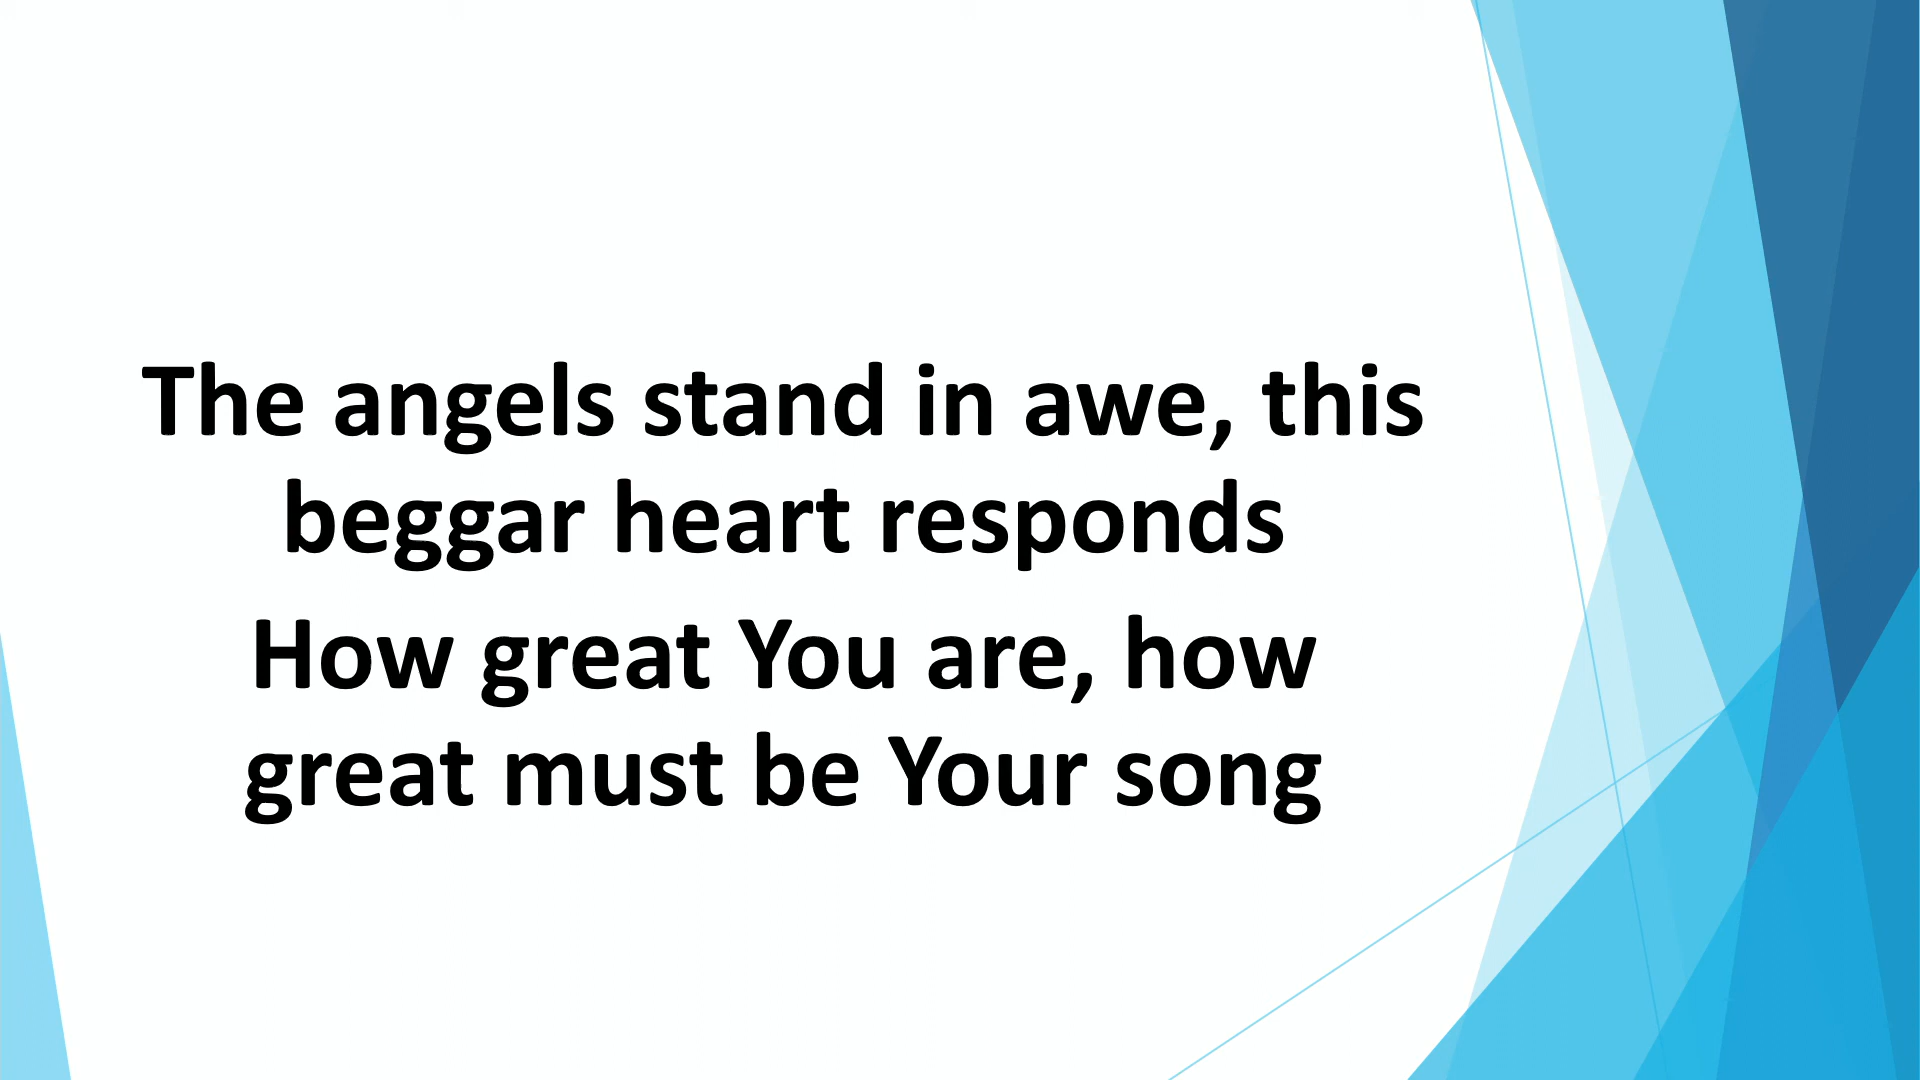 The angels stand in awe, this
beggar heart responds
How great You are, how
great must be Your song